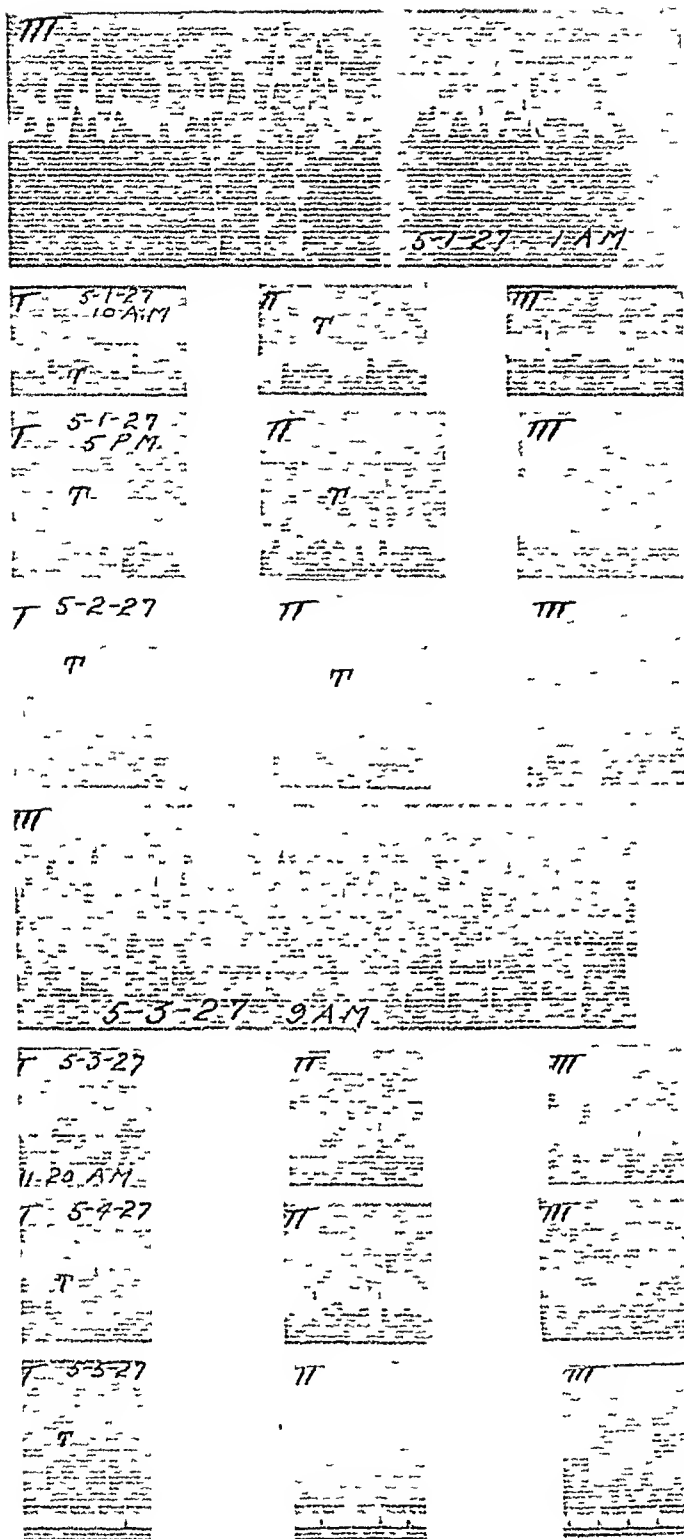 III
5-1-27 - 1 AM
I 5-1-27 II III
10 A.M T
T
I 5-1-27 II III
5 P M.
T T
I 5-2-27 II III
T T
III
5-3-27 9 AM
I 5-3-27 II III
11-20 AM
I 5-4-27 II III
T
I 5-5-27 II III
T